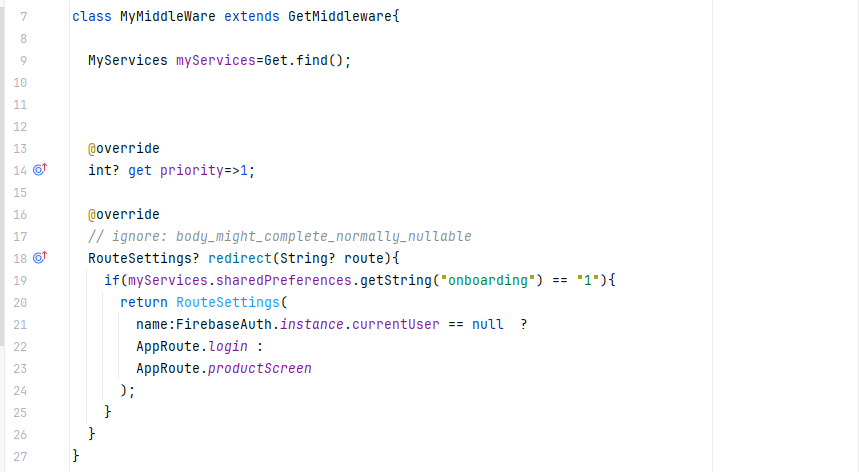 7 class MyMiddleWare extends GetMiddleware{
8
9 MyServices myServices=Get.find();
10
11
12
13 @override
14 int? get priority=>1;
15
16 @override
17 // ignore: body_might_complete_normally_nullable
18 RouteSettings? redirect(String? route){
19 if(myServices.sharedPreferences.getString("onboarding") == "1"){
20 return RouteSettings(
21 name:FirebaseAuth.instance.currentUser == null  ?
22 AppRoute.login :
23 AppRoute.productScreen
24 );
25 }
26 }
27 }